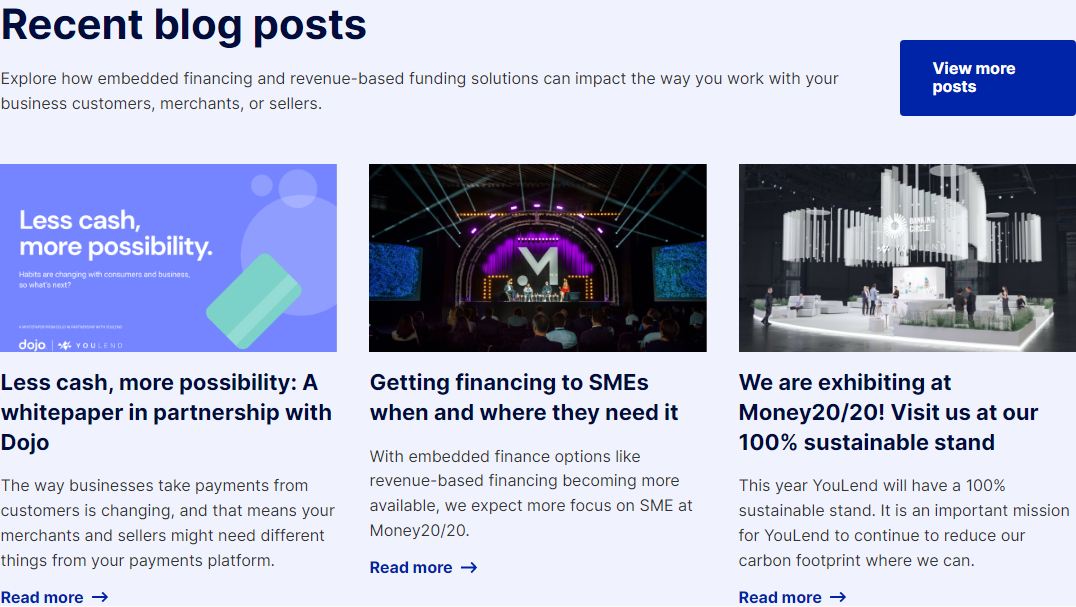 Recent blog posts
Explore how embedded financing and revenue-based funding solutions can impact the way you work with your
business customers, merchants, or sellers.
View more
posts
Less cash,
more possibility.
Habits are changing with consumers and business,
so what's next?
A WHITEPAPER FROM DOJO IN PARTNERSHIP WITH YOULEND
dojo
YOULEND
M
BANKING
CIRCLE
YOULEND
Less cash, more possibility: A
whitepaper in partnership with
Dojo
The way businesses take payments from
customers is changing, and that means your
merchants and sellers might need different
things from your payments platform.
Read more
Getting financing to SMEs
when and where they need it
With embedded finance options like
revenue-based financing becoming more
available, we expect more focus on SME at
Money20/20.
Read more
We are exhibiting at
Money20/20! Visit us at our
100% sustainable stand
This year YouLend will have a 100%
sustainable stand. It is an important mission
for YouLend to continue to reduce our
carbon footprint where we can.
Read more